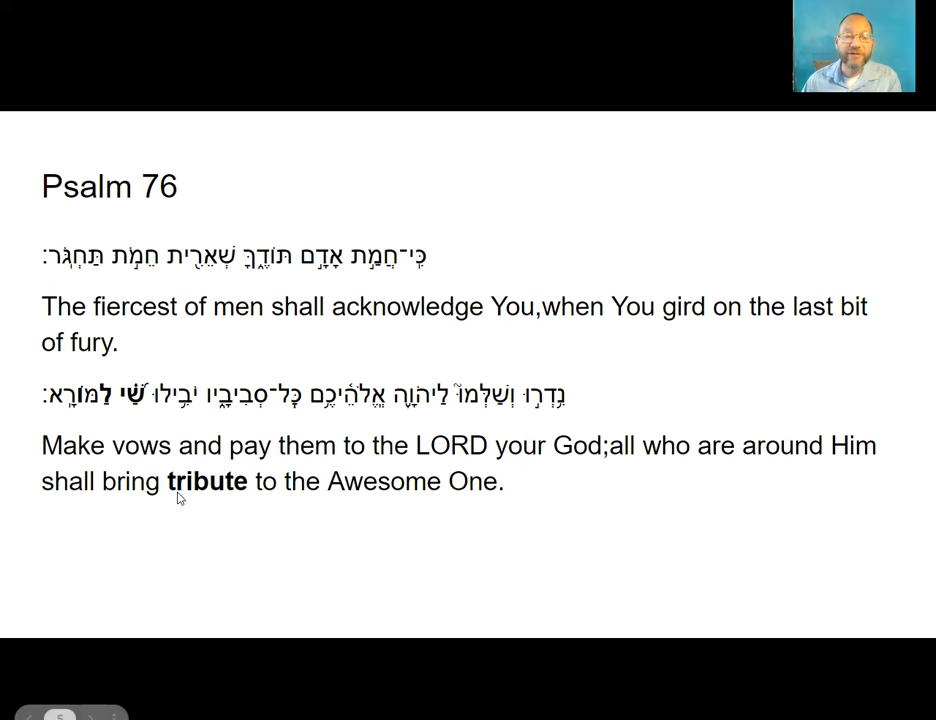 Psalm 76
כִּֽי־חֲמַ֣ת אָדָ֣ם תּוֹדֶ֑ךָּ שְׁאֵרִ֖ית חֵמֹ֣ת תַּחְגֹּֽר׃
The fiercest of men shall acknowledge You,when You gird on the last bit
of fury.
נִֽדְר֣וּ וְשַׁלְּמוּ֮ לַיהֹוָ֢ה אֱֽלֹהֵ֫יכֶ֥ם כׇּל־סְבִיבָ֑יו יֹבִ֥ילוּ שַׁ֝֗י לַמּוֹרָֽא׃
Make vows and pay them to the LORD your God;all who are around Him
shall bring tribute to the Awesome One.
5